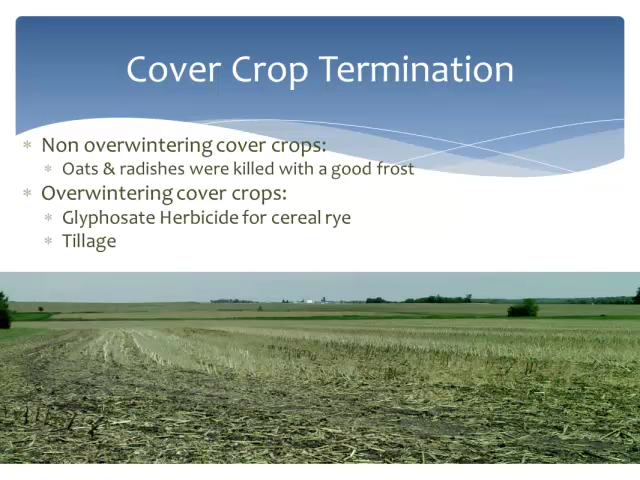 Cover Crop Termination
Non overwintering cover crops:
Oats & radishes were killed with a good frost
Overwintering cover crops:
Glyphosate Herbicide for cereal rye
Tillage